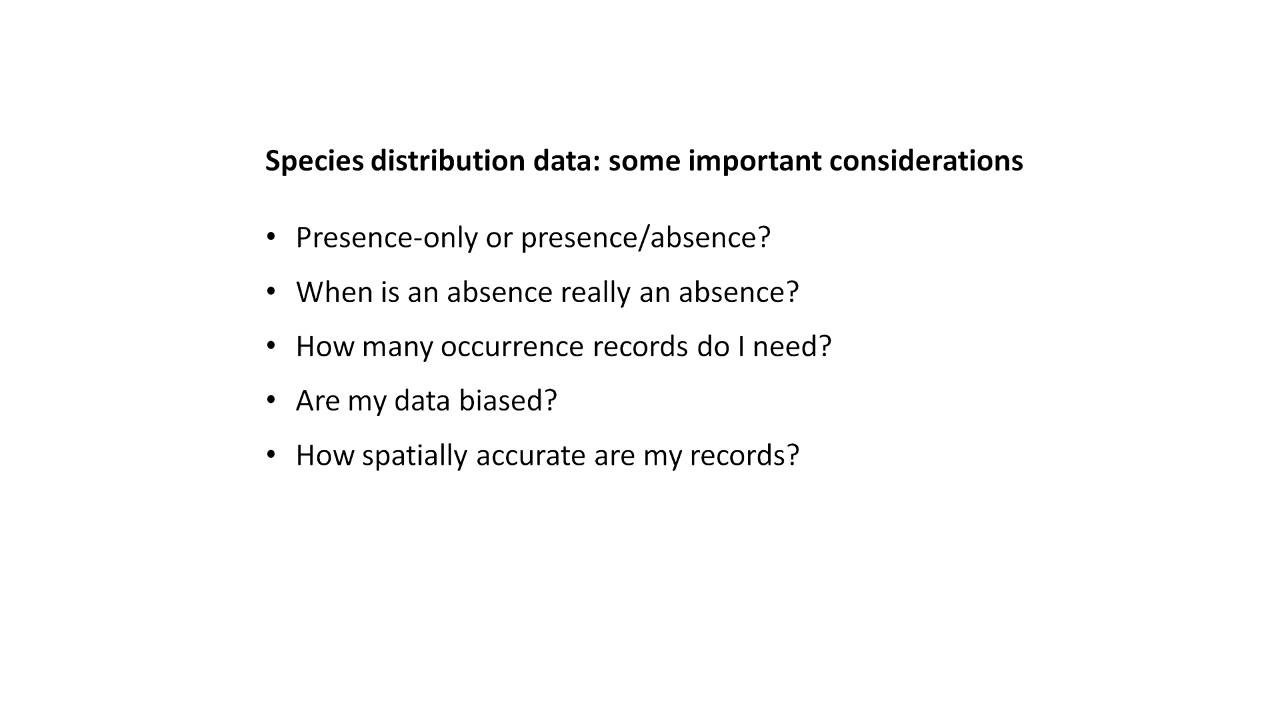 Species distribution data: some important considerations
• Presence-only or presence/absence?
• When is an absence really an absence?
• How many occurrence records do I need?
• Are my data biased?
• How spatially accurate are my records?